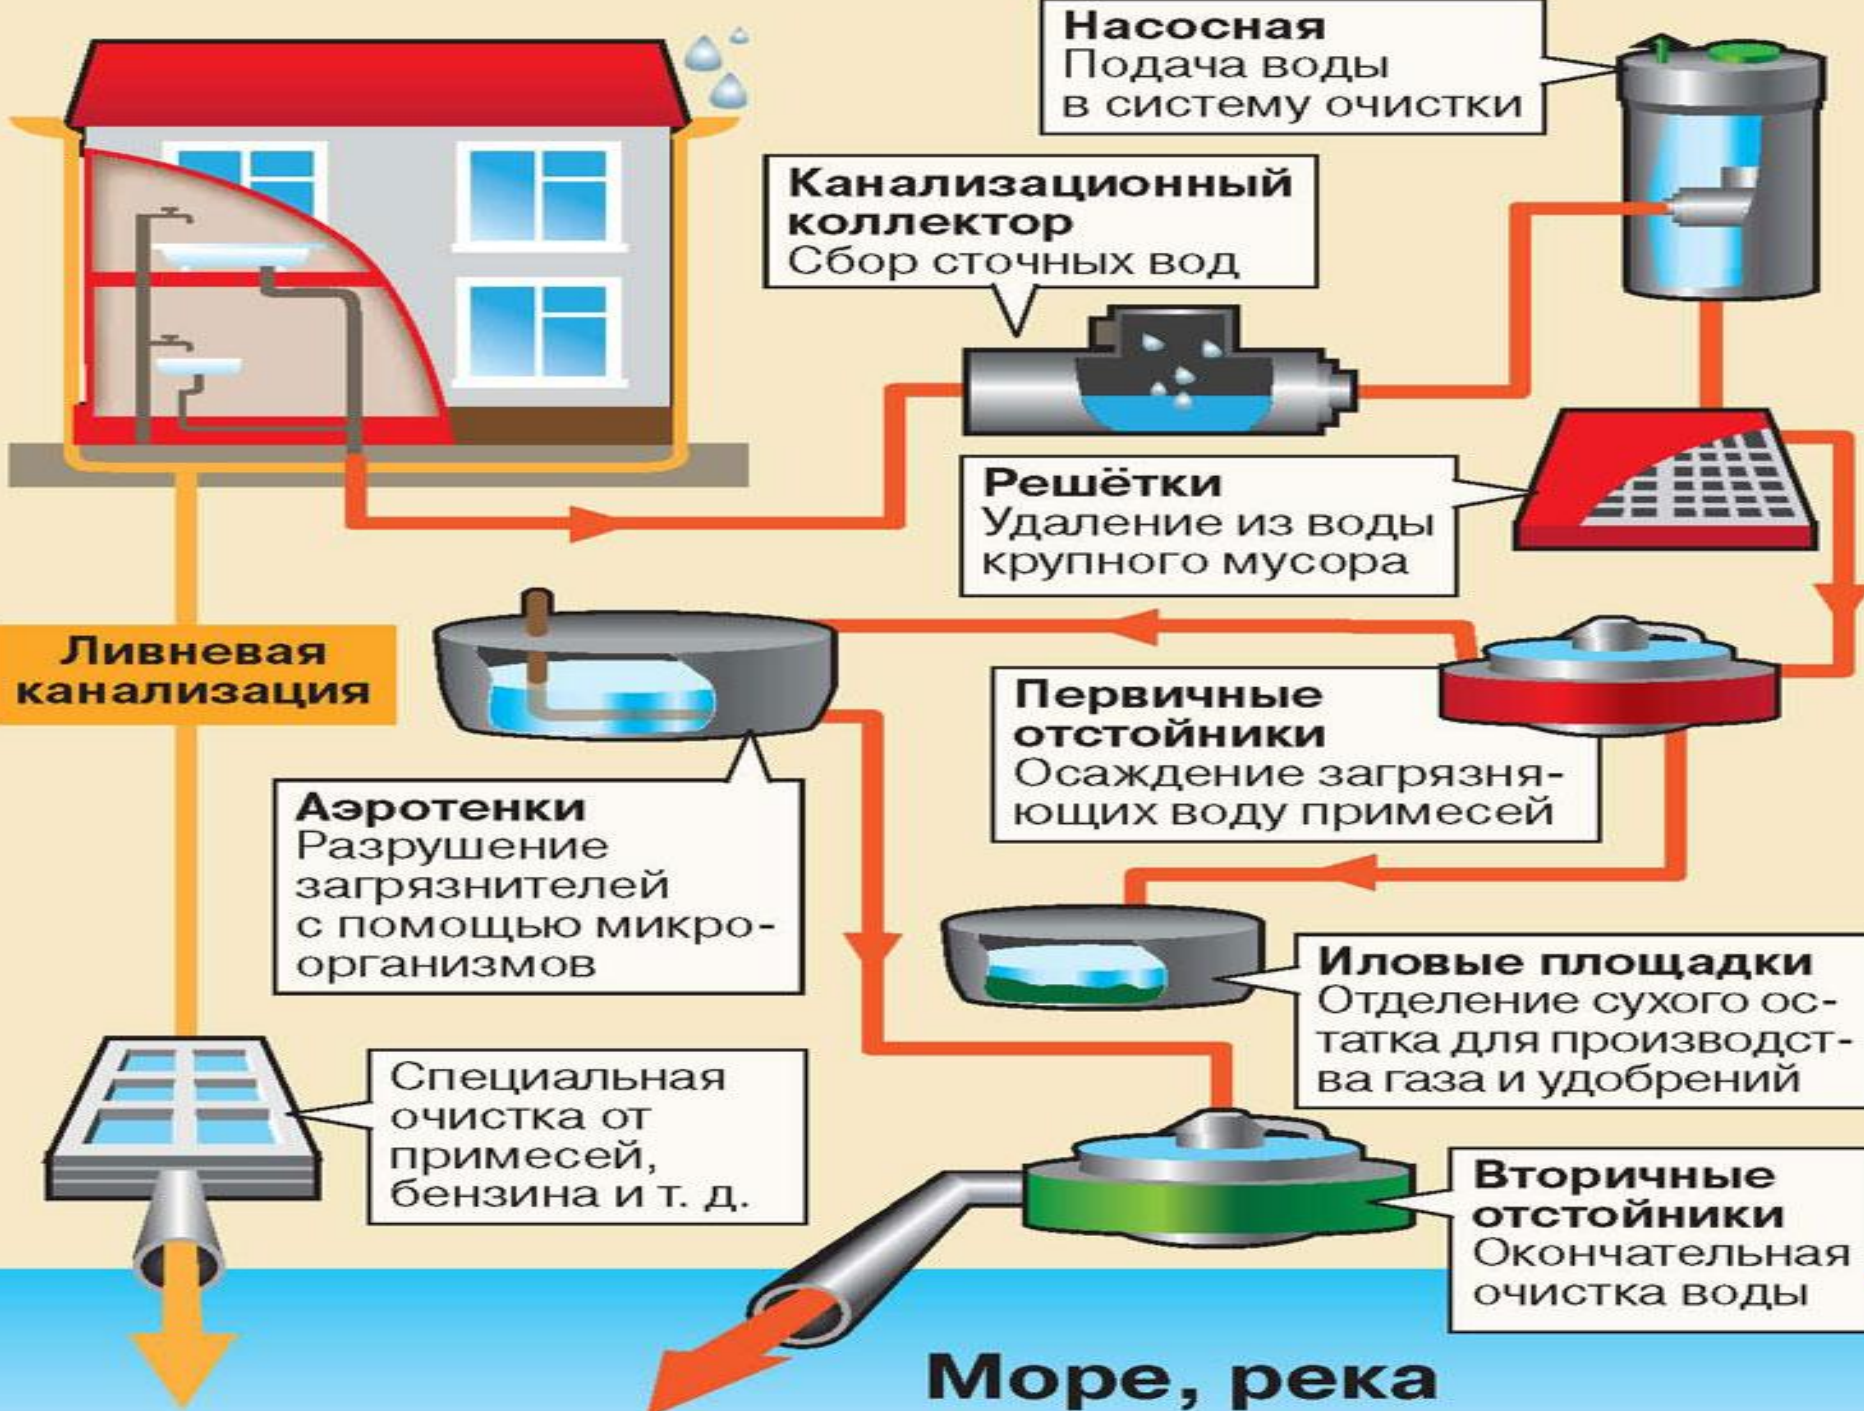 Насосная
Подача воды
в систему очистки
Канализационный
коллектор
Сбор сточных вод
Решётки
Удаление из воды
крупного мусора
Ливневая
канализация
Первичные
отстойники
Осаждение загрязня-
ющих воду примесей
Аэротенки
Разрушение
загрязнителей
с помощью микро-
организмов
Иловые площадки
Отделение сухого ос-
татка для производст-
ва газа и удобрений
Специальная
очистка от
примесей,
бензина и т. д.
Вторичные
отстойники
Окончательная
очистка воды
Море, река